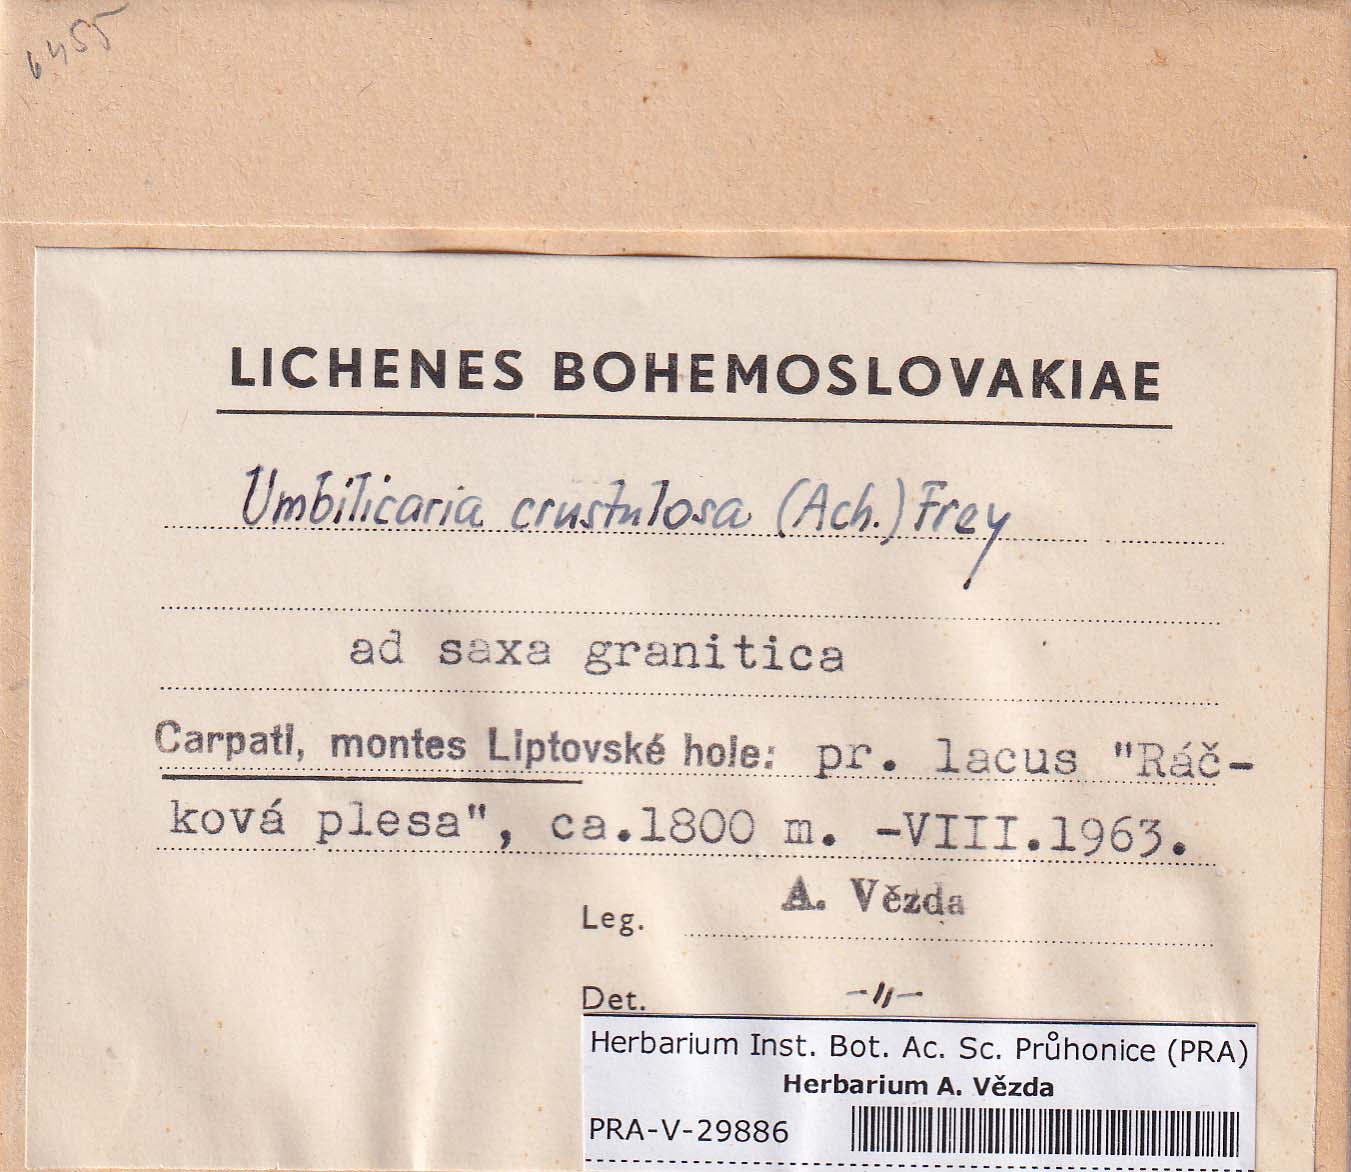 6455
LICHENES BOHEMOSLOVAKIAE
Umbilicaria crustulosa (Ach.) Frey
ad saxa granitica
Carpati, montes Liptovské hole: pr. lacus "Ráč-
ková plesa", ca.1800 m. -VIII.1963.
Leg. A. Vězda
Det. -〃-
Herbarium Inst. Bot. Ac. Sc. Průhonice (PRA)
Herbarium A. Vězda
PRA-V-29886